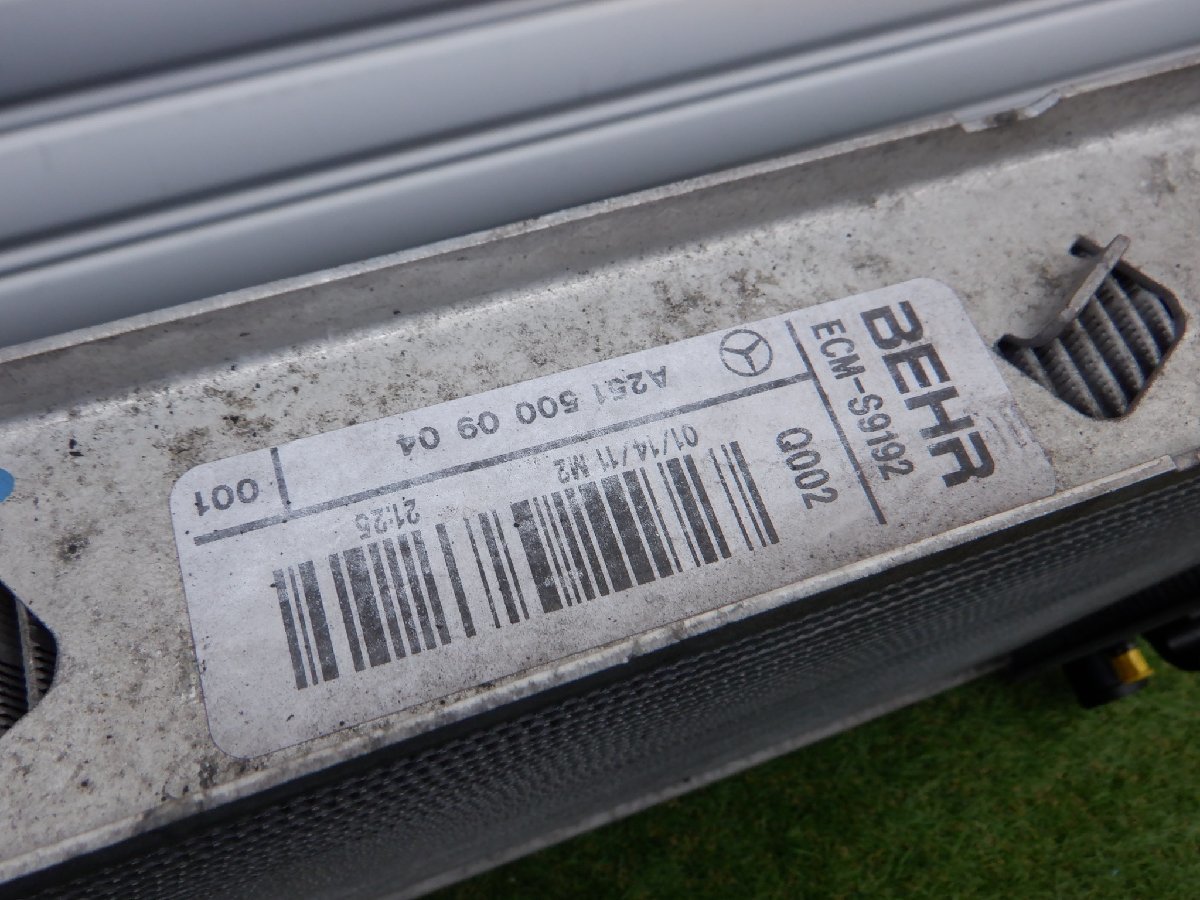 BEHR
ECM-S9192
A251 500 09 04
001
Q002
01/14/11 M2
21:25